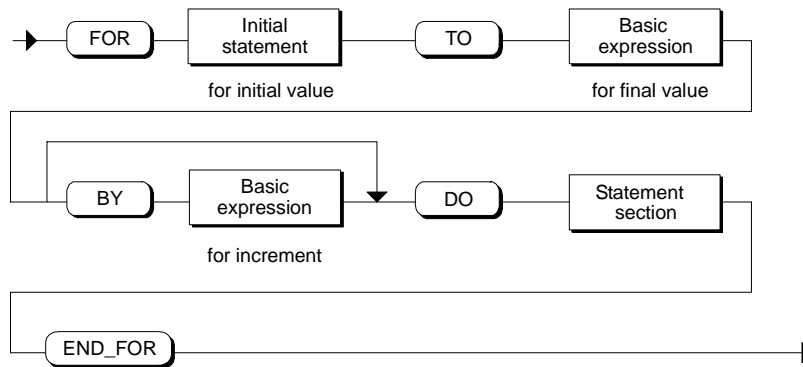 FOR
Initial
statement
TO
Basic
expression
for initial value
for final value
BY
Basic
expression
DO
Statement
section
for increment
END_FOR